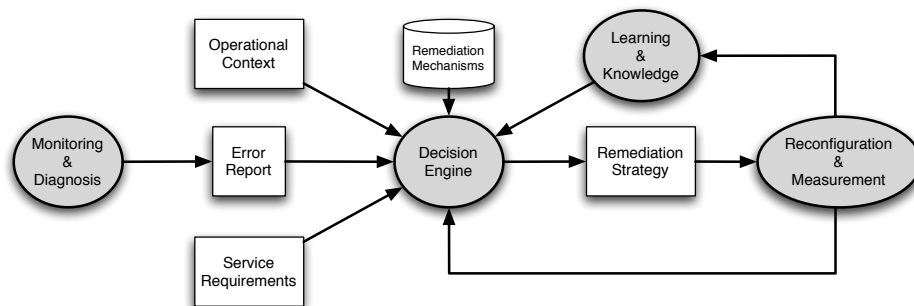 Operational
Context
Remediation
Mechanisms
Learning
&
Knowledge
Monitoring
&
Diagnosis
Error
Report
Decision
Engine
Remediation
Strategy
Reconfiguration
&
Measurement
Service
Requirements